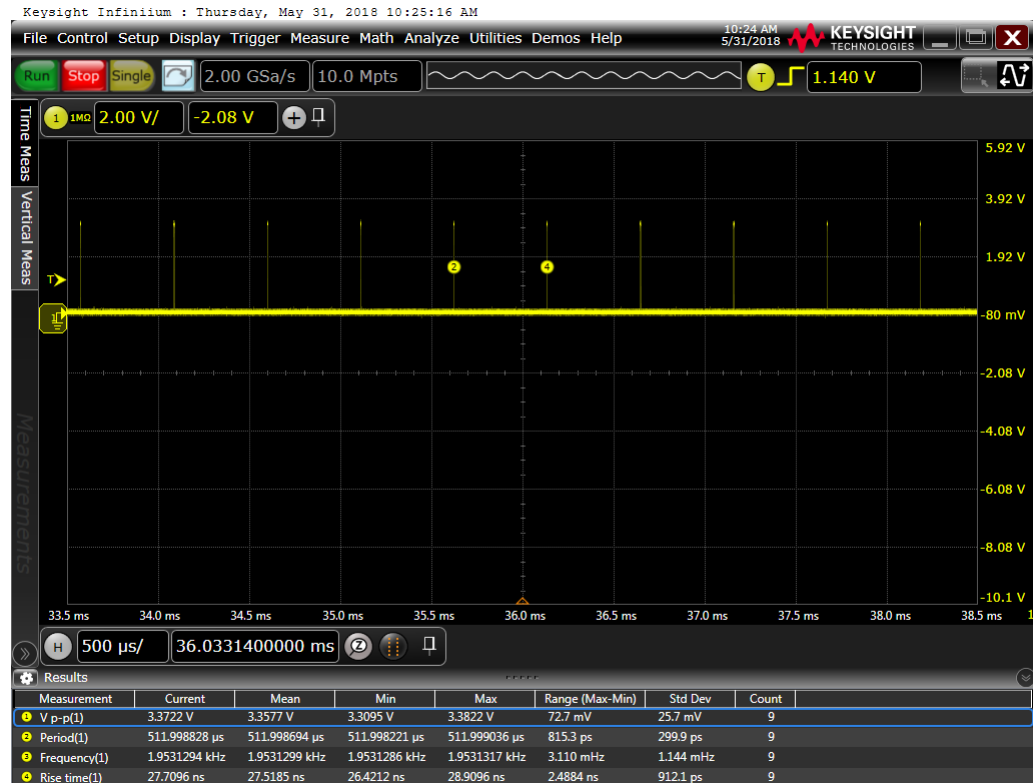 Keysight Infiniium : Thursday, May 31, 2018 10:25:16 AM
File Control Setup Display Trigger Measure Math Analyze Utilities Demos Help
10:24 AM
5/31/2018
KEYSIGHT
TECHNOLOGIES
Run Stop Single 2.00 GSa/s 10.0 Mpts T 1.140 V
1 1MΩ 2.00 V/ -2.08 V
Time Meas
Vertical Meas
Measurements
5.92 V
3.92 V
1.92 V
-80 mV
-2.08 V
-4.08 V
-6.08 V
-8.08 V
-10.1 V
2 4
T
1
33.5 ms 34.0 ms 34.5 ms 35.0 ms 35.5 ms 36.0 ms 36.5 ms 37.0 ms 37.5 ms 38.0 ms 38.5 ms 1
H 500 µs/ 36.0331400000 ms Z
Results
Measurement Current Mean Min Max Range (Max-Min) Std Dev Count
1 V p-p(1) 3.3722 V 3.3577 V 3.3095 V 3.3822 V 72.7 mV 25.7 mV 9
2 Period(1) 511.998828 µs 511.998694 µs 511.998221 µs 511.999036 µs 815.3 ps 299.9 ps 9
3 Frequency(1) 1.9531294 kHz 1.9531299 kHz 1.9531286 kHz 1.9531317 kHz 3.110 mHz 1.144 mHz 9
4 Rise time(1) 27.7096 ns 27.5185 ns 26.4212 ns 28.9096 ns 2.4884 ns 912.1 ps 9